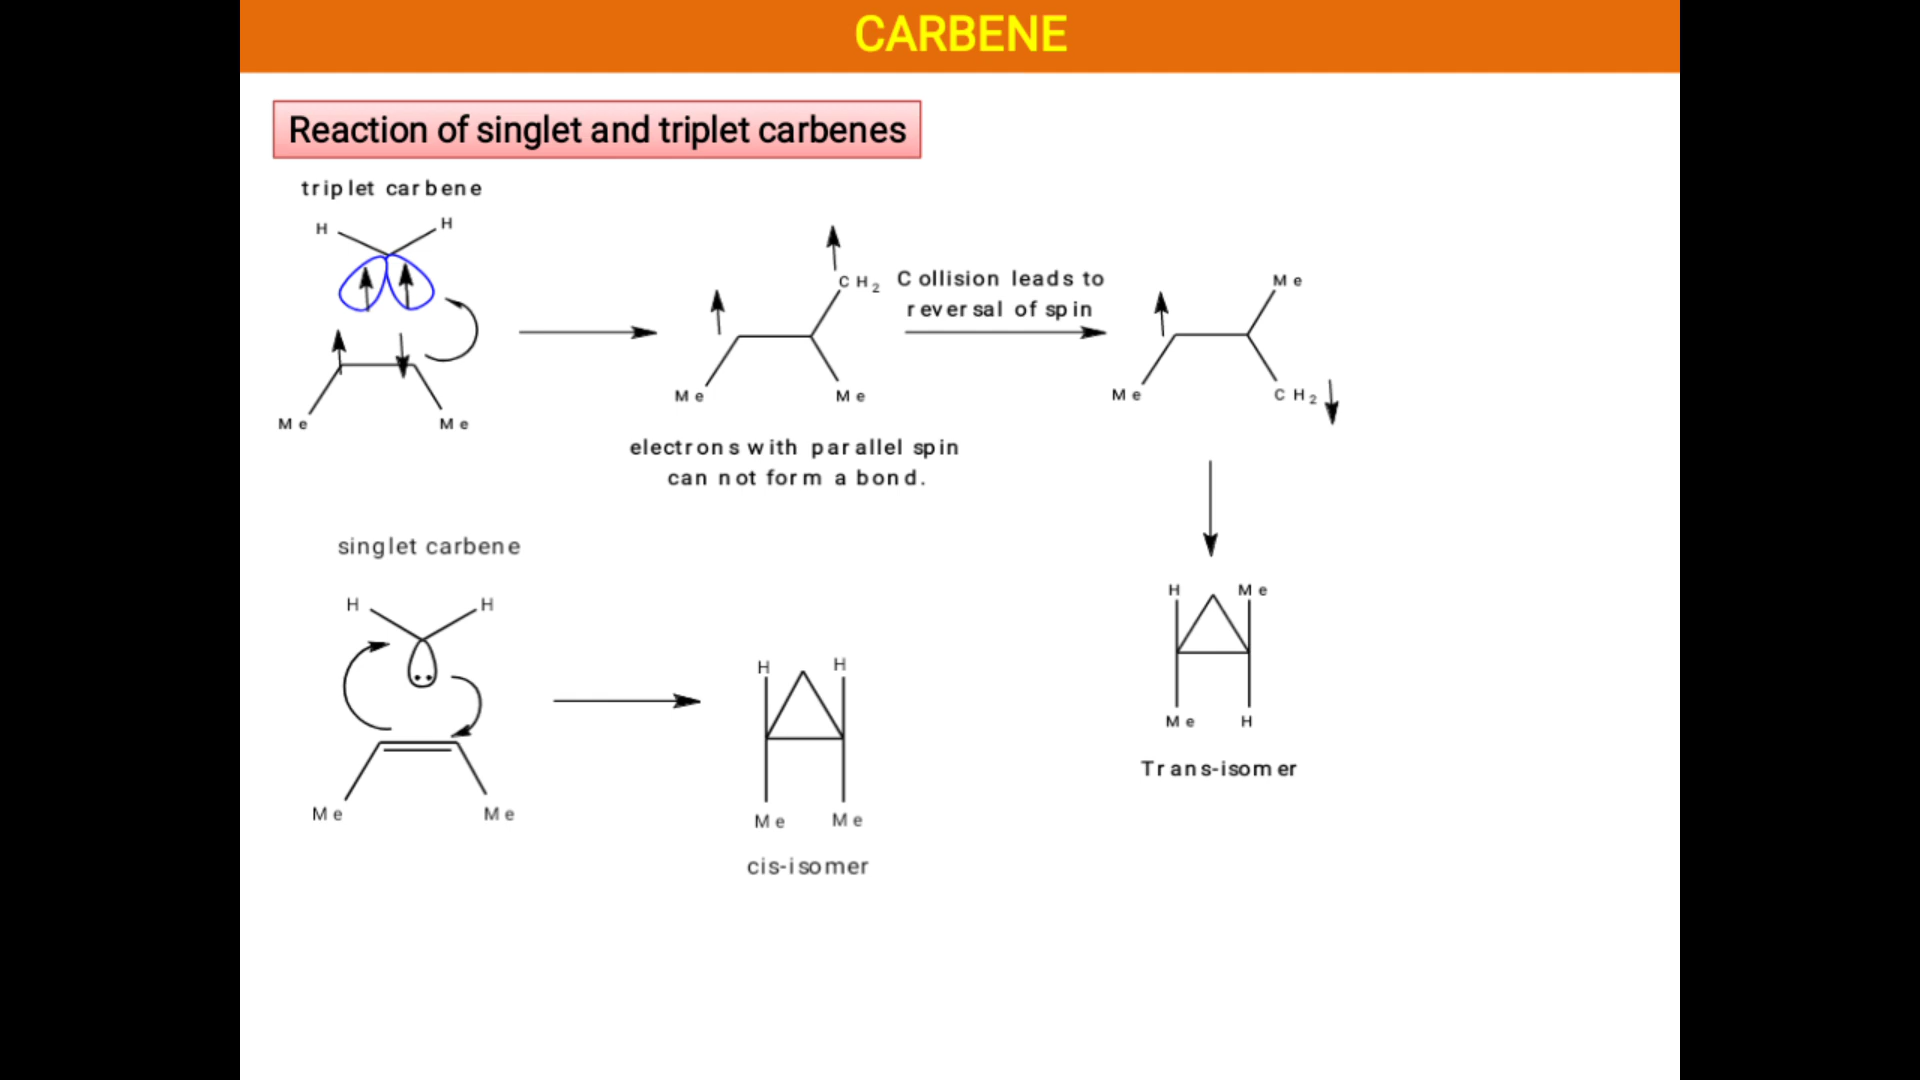 CARBENE
Reaction of singlet and triplet carbenes
triplet carbene
H H
CH2
Me Me
Me Me
electrons with parallel spin
can not form a bond.
Collision leads to
reversal of spin
Me
Me CH2
singlet carbene
H H
Me Me
H H
Me Me
cis-isomer
H Me
Me H
Trans-isomer